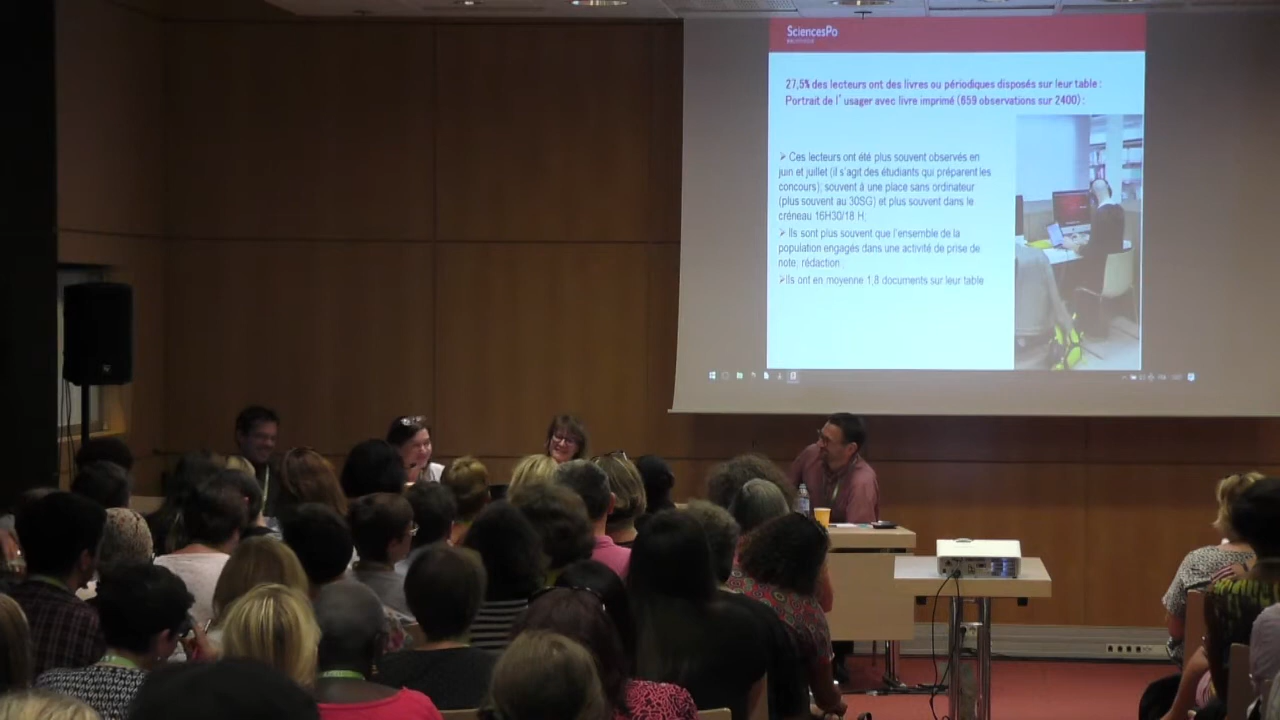 SciencesPo
27,5% des lecteurs ont des livres ou périodiques disposés sur leur table :
Portrait de l' usager avec livre imprimé (659 observations sur 2400) :
➢ Ces lecteurs ont été plus souvent observés en
juin et juillet (il s'agit des étudiants qui préparent les
concours); souvent à une place sans ordinateur
(plus souvent au 30SG) et plus souvent dans le
créneau 16H30/18 H;
➢ Ils sont plus souvent que l'ensemble de la
population engagés dans une activité de prise de
note, rédaction ;
➢Ils ont en moyenne 1,8 documents sur leur table